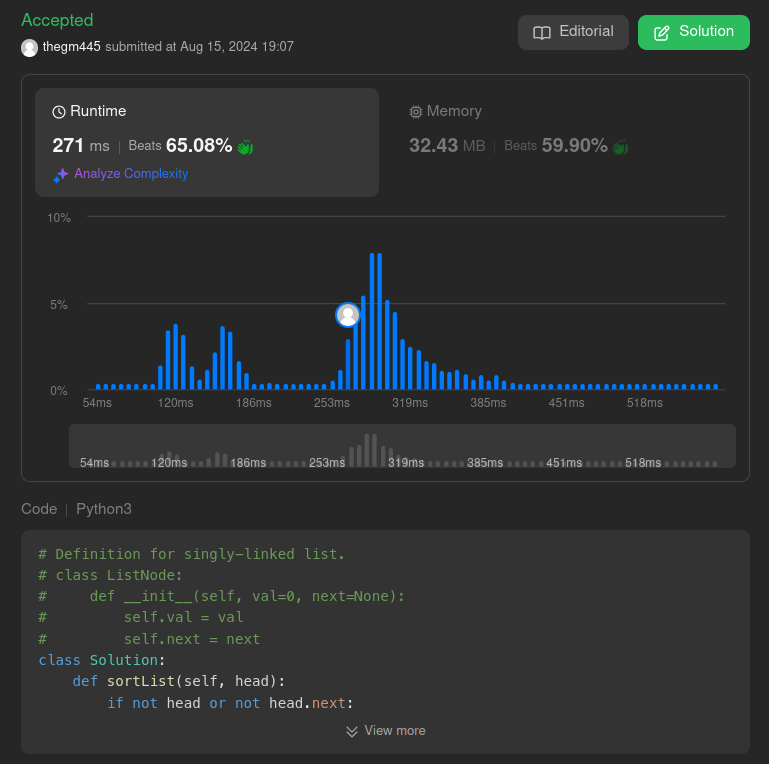 Accepted
thegm445 submitted at Aug 15, 2024 19:07
Editorial
Solution
Runtime
271 ms | Beats 65.08%
Analyze Complexity
Memory
32.43 MB | Beats 59.90%
10%
5%
0%
54ms 120ms 186ms 253ms 319ms 385ms 451ms 518ms
54ms 120ms 186ms 253ms 319ms 385ms 451ms 518ms
Code | Python3
# Definition for singly-linked list.
# class ListNode:
#     def __init__(self, val=0, next=None):
#         self.val = val
#         self.next = next
class Solution:
    def sortList(self, head):
        if not head or not head.next:
View more